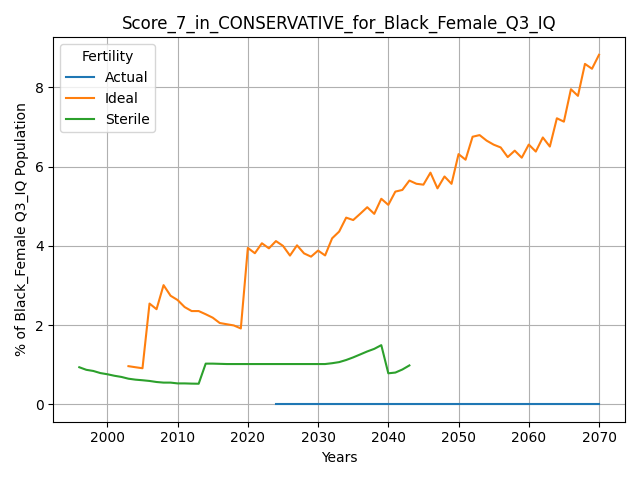 Score_7_in_CONSERVATIVE_for_Black_Female_Q3_IQ
Fertility
Actual
Ideal
Sterile
% of Black_Female Q3_IQ Population
8
6
4
2
0
2000 2010 2020 2030 2040 2050 2060 2070
Years